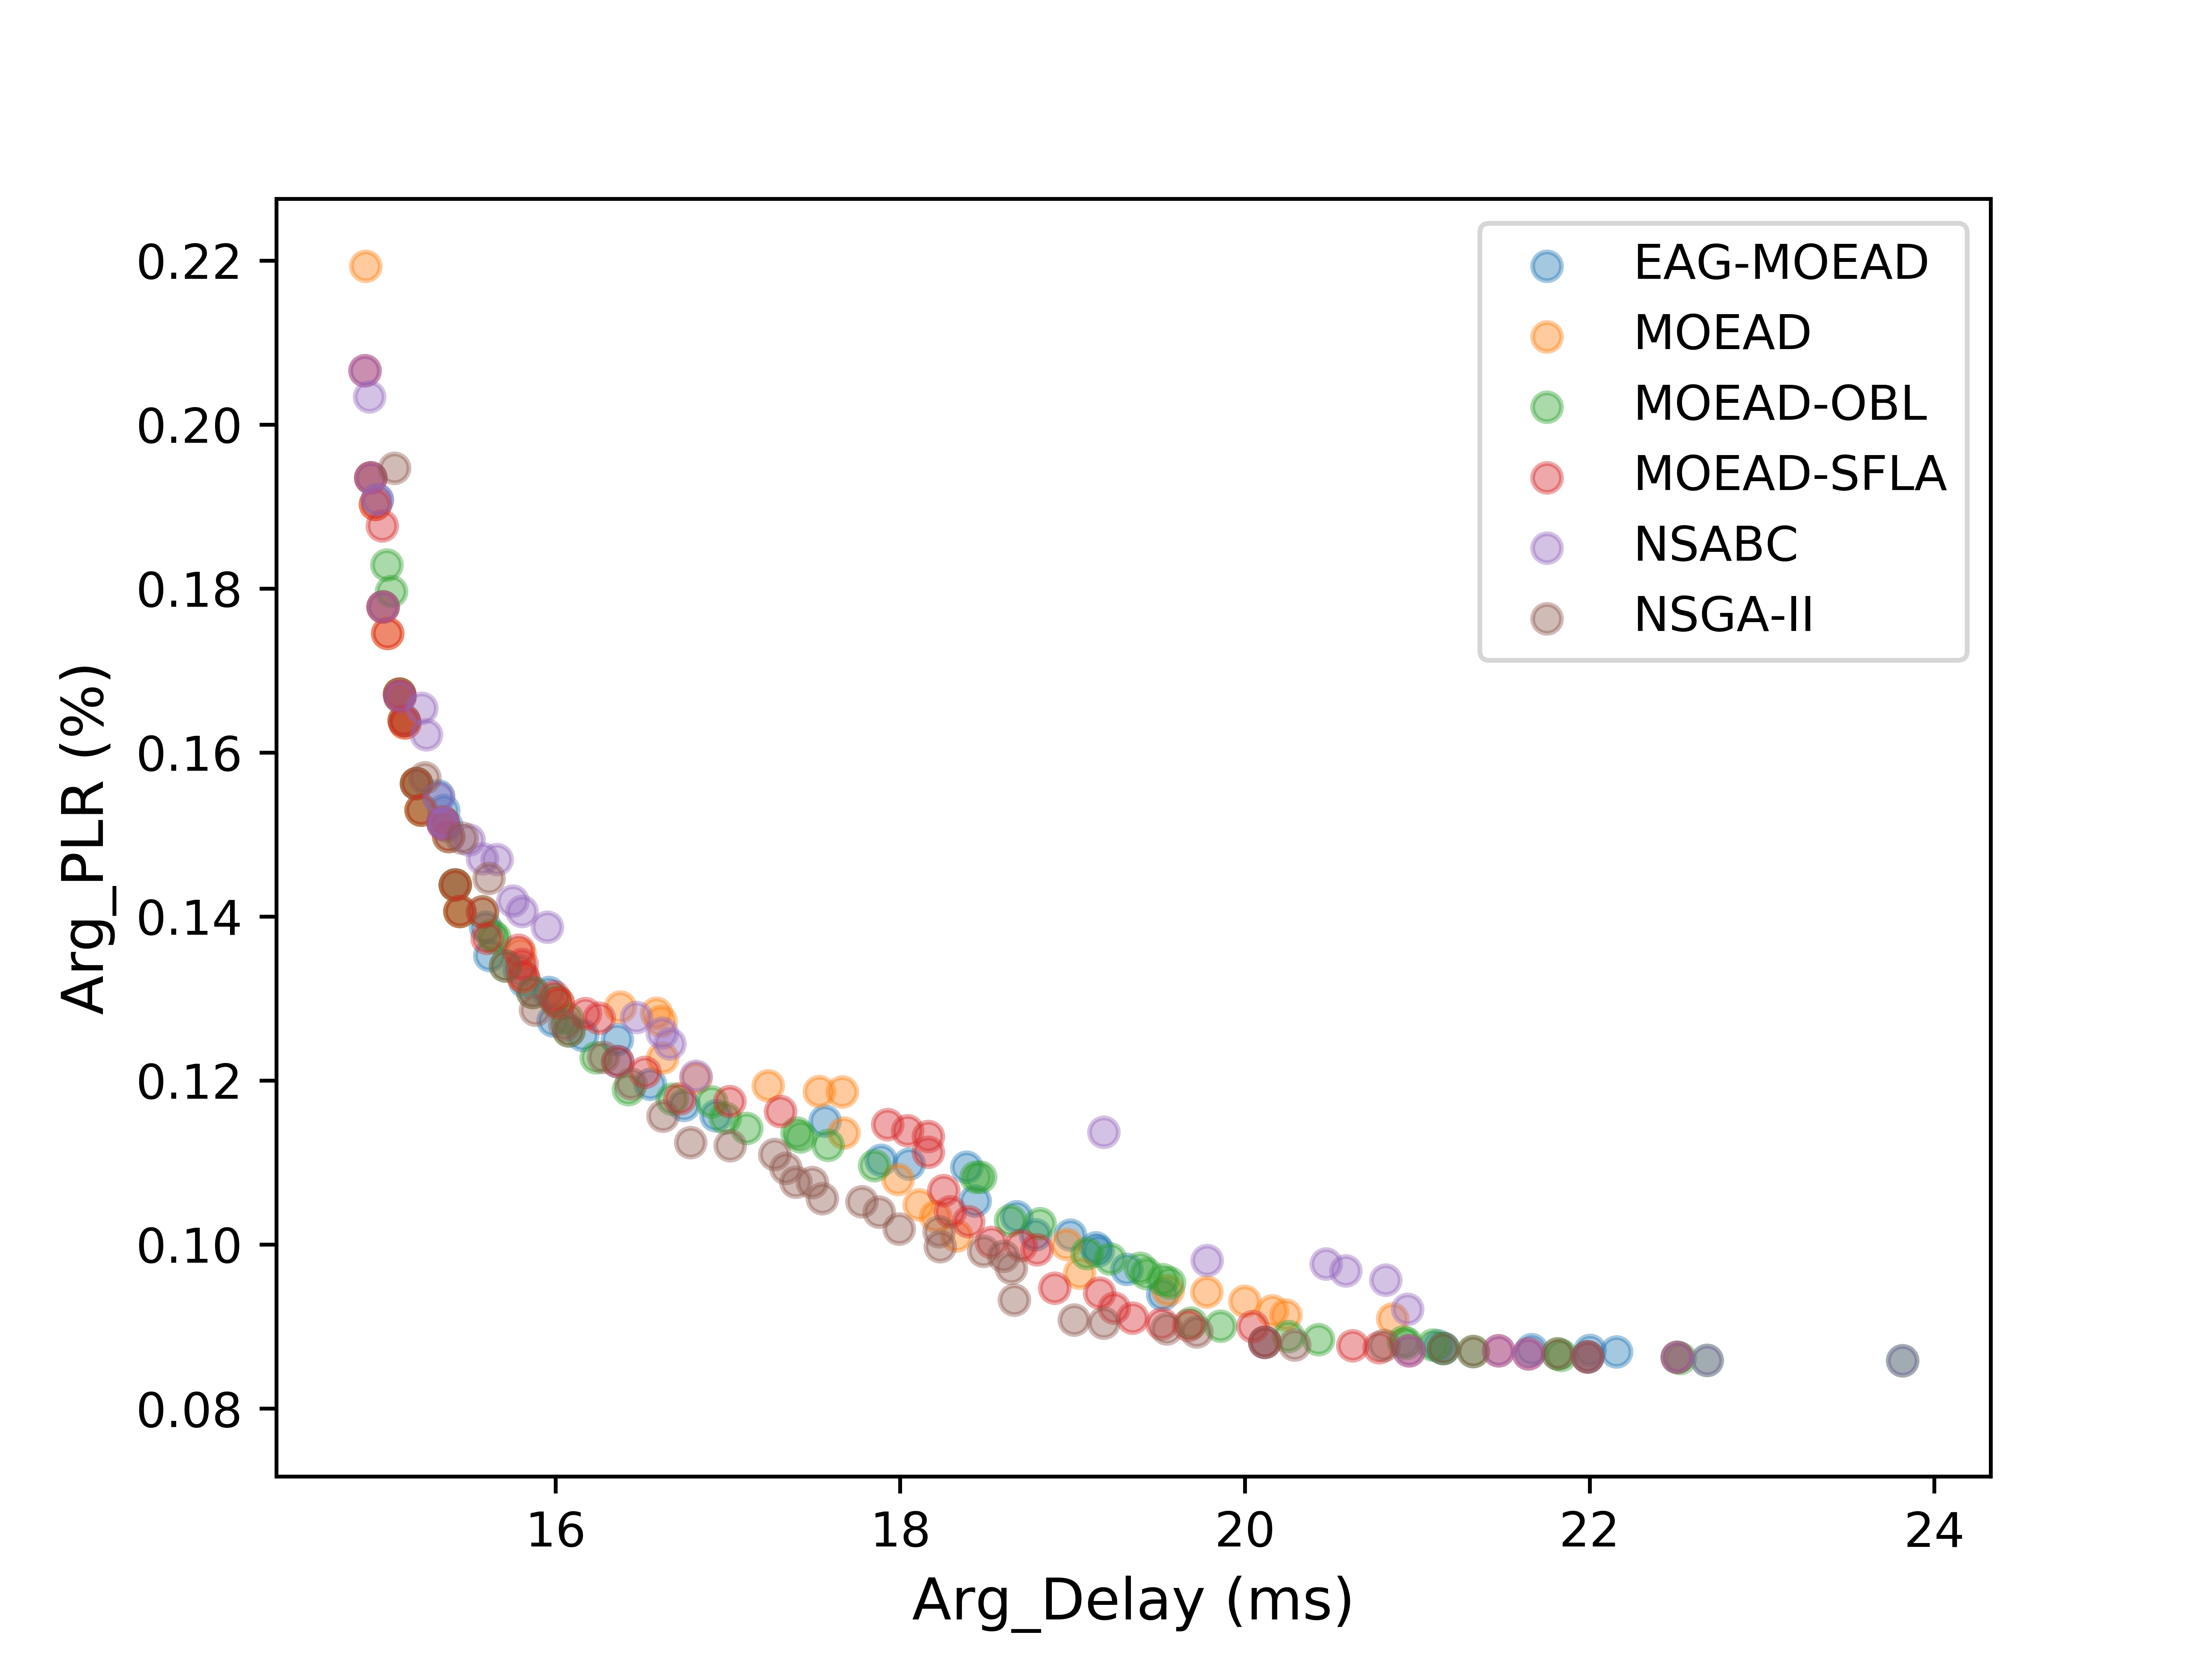 0.22
0.20
0.18
0.16
0.14
0.12
0.10
0.08
Arg_PLR (%)
16
18
20
22
24
Arg_Delay (ms)
EAG-MOEAD
MOEAD
MOEAD-OBL
MOEAD-SFLA
NSABC
NSGA-II